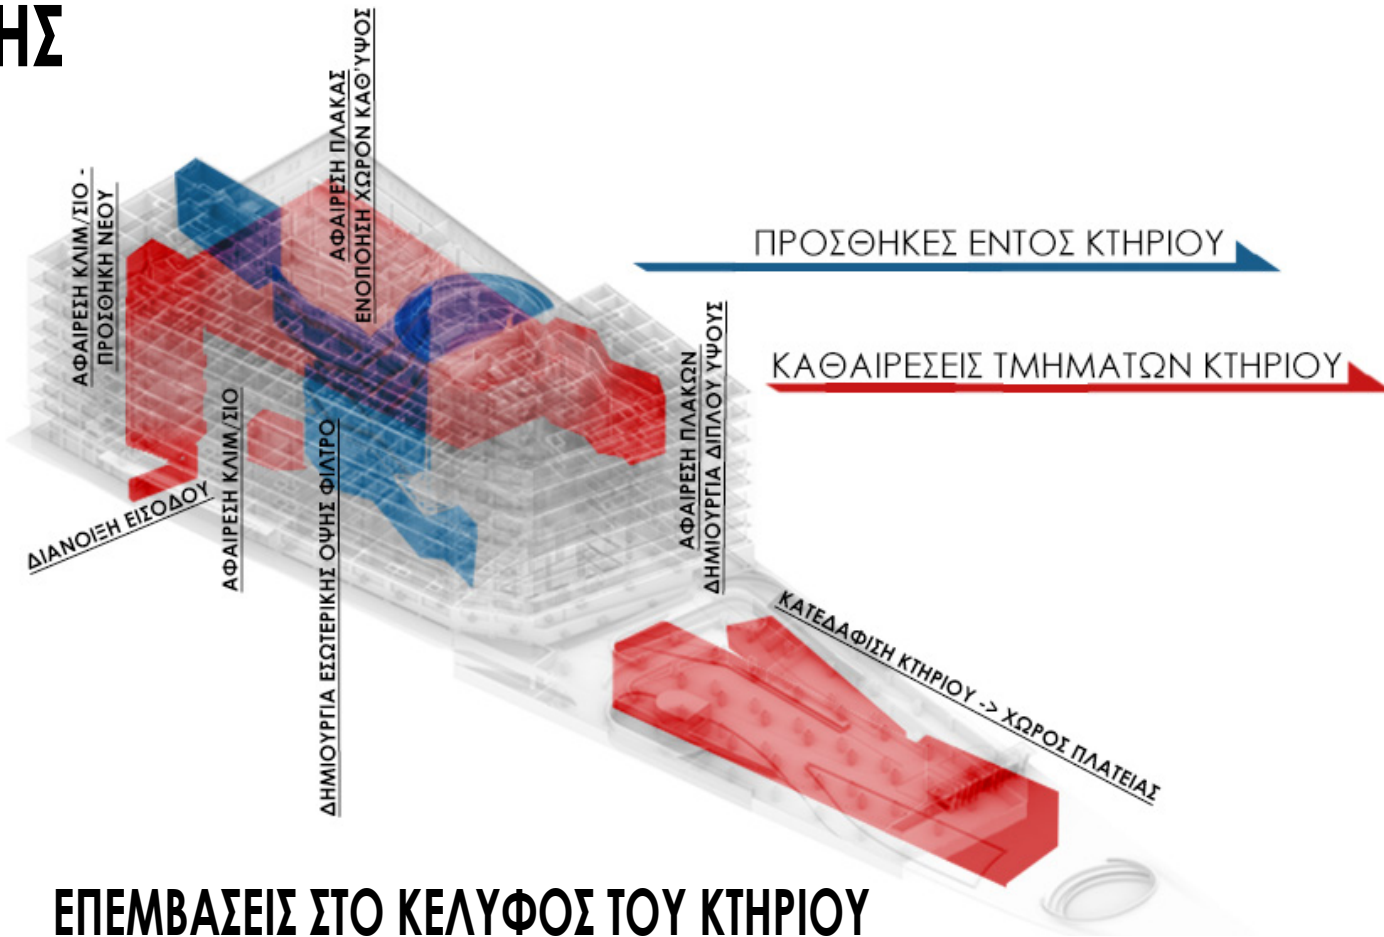 ΗΣ
ΑΦΑΙΡΕΣΗ ΚΛΙΜ/ΣΙΟ -
ΠΡΟΣΘΗΚΗ ΝΕΟΥ
ΑΦΑΙΡΕΣΗ ΠΛΑΚΑΣ
ΕΝΟΠΟΙΗΣΗ ΧΩΡΟΝ ΚΑΘ'ΥΨΟΣ
ΠΡΟΣΘΗΚΕΣ ΕΝΤΟΣ ΚΤΗΡΙΟΥ
ΚΑΘΑΙΡΕΣΕΙΣ ΤΜΗΜΑΤΩΝ ΚΤΗΡΙΟΥ
ΑΦΑΙΡΕΣΗ ΠΛΑΚΩΝ
ΔΗΜΙΟΥΡΓΙΑ ΔΙΠΛΟΥ ΥΨΟΥΣ
ΔΙΑΝΟΙΞΗ ΕΙΣΟΔΟΥ
ΑΦΑΙΡΕΣΗ ΚΛΙΜ/ΣΙΟ
ΔΗΜΙΟΥΡΓΙΑ ΕΣΩΤΕΡΙΚΗΣ ΟΨΗΣ ΦΙΛΤΡΟ
ΚΑΤΕΔΑΦΙΣΗ ΚΤΗΡΙΟΥ -> ΧΩΡΟΣ ΠΛΑΤΕΙΑΣ
ΕΠΕΜΒΑΣΕΙΣ ΣΤΟ ΚΕΛΥΦΟΣ ΤΟΥ ΚΤΗΡΙΟΥ